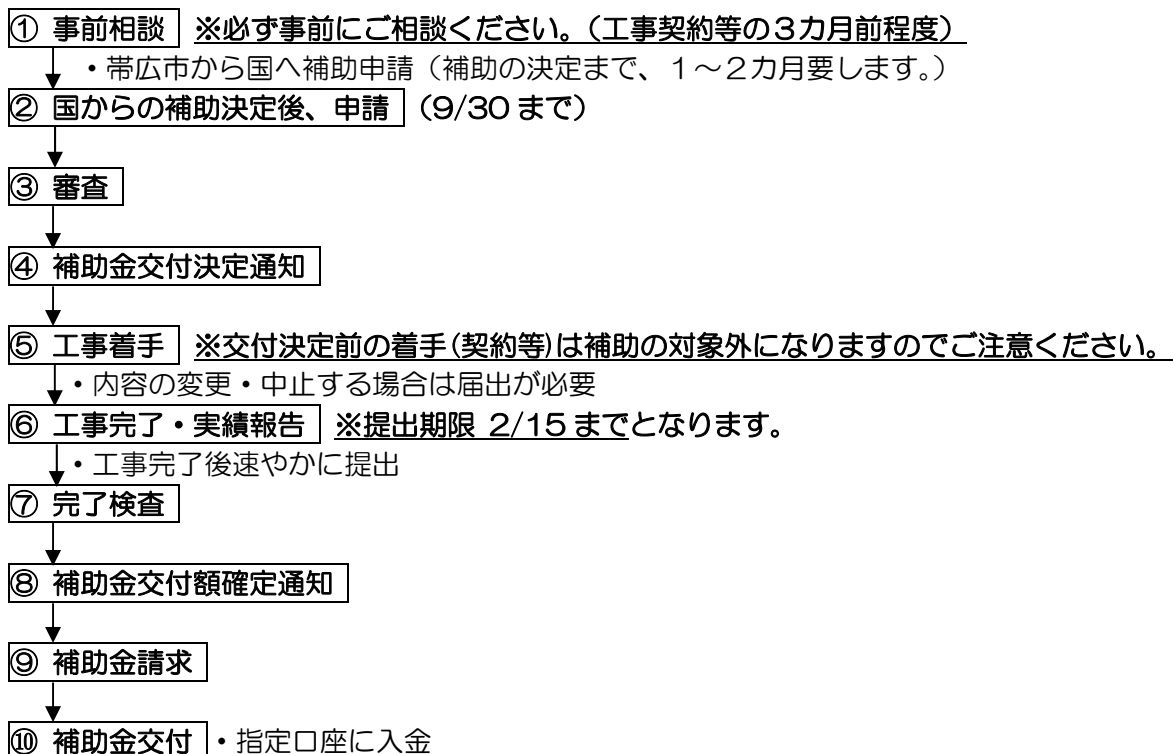 ① 事前相談 ※必ず事前にご相談ください。（工事契約等の３カ月前程度）
・帯広市から国へ補助申請（補助の決定まで、１～２カ月要します。）
② 国からの補助決定後、申請 （9/30 まで）
③ 審査
④ 補助金交付決定通知
⑤ 工事着手 ※交付決定前の着手(契約等)は補助の対象外になりますのでご注意ください。
・内容の変更・中止する場合は届出が必要
⑥ 工事完了・実績報告 ※提出期限 2/15 までとなります。
・工事完了後速やかに提出
⑦ 完了検査
⑧ 補助金交付額確定通知
⑨ 補助金請求
⑩ 補助金交付 ・指定口座に入金